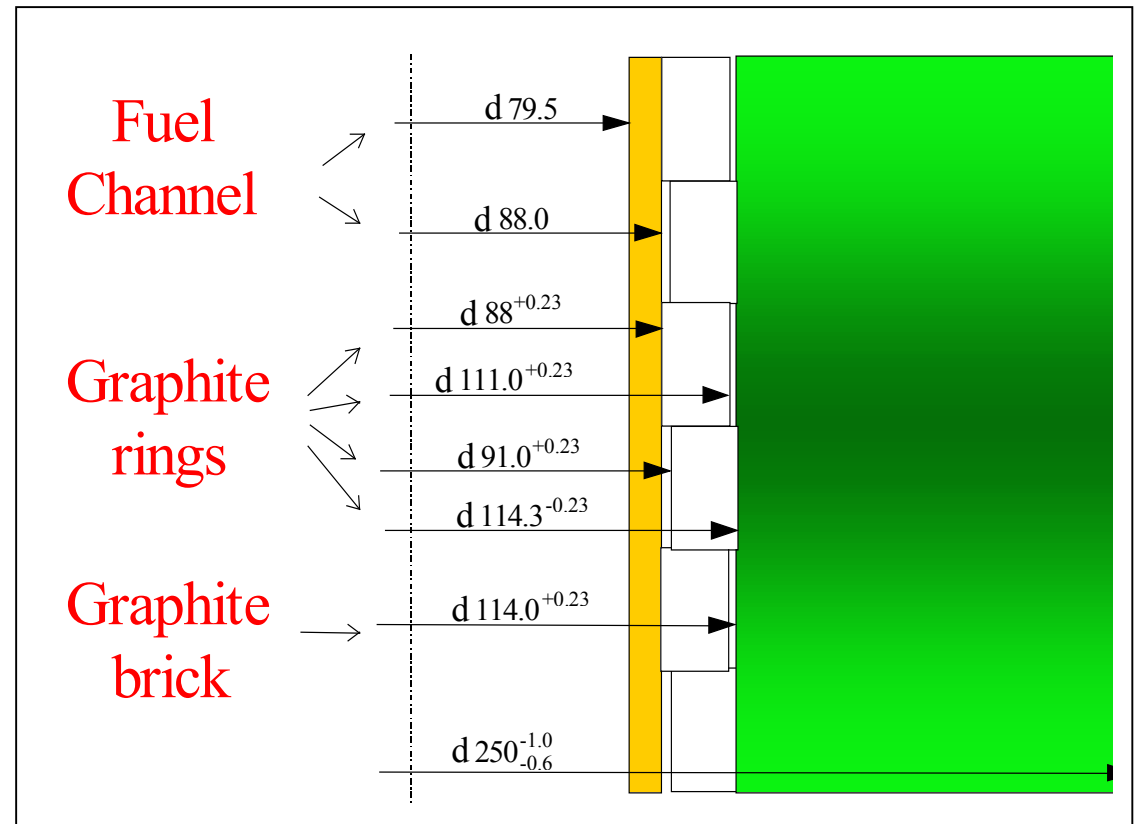 Fuel
Channel
d 79.5
d 88.0
d 88+0.23
Graphite
rings
d 111.0+0.23
d 91.0+0.23
d 114.3-0.23
Graphite
brick
d 114.0+0.23
d 250-1.0
-0.6